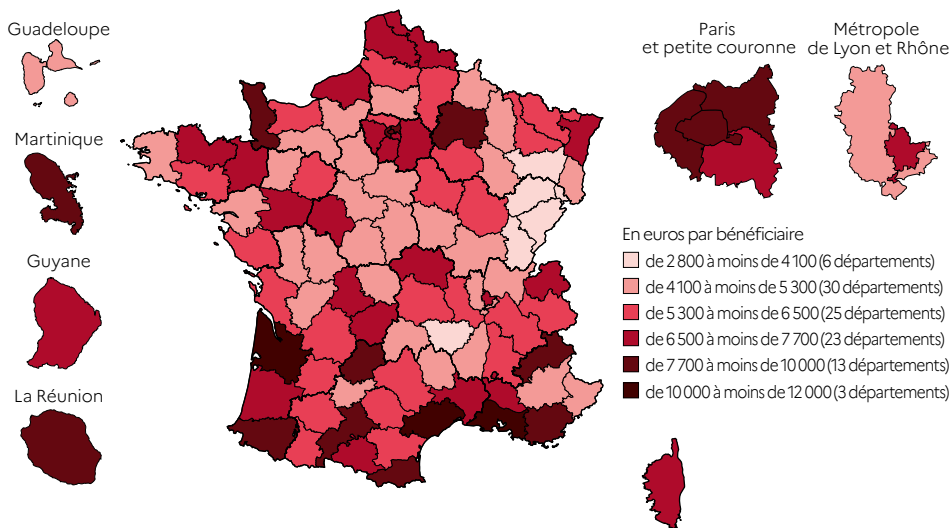 Guadeloupe
Martinique
Guyane
La Réunion
Paris
et petite couronne
Métropole
de Lyon et Rhône
En euros par bénéficiaire
de 2 800 à moins de 4 100 (6 départements)
de 4 100 à moins de 5 300 (30 départements)
de 5 300 à moins de 6 500 (25 départements)
de 6 500 à moins de 7 700 (23 départements)
de 7 700 à moins de 10 000 (13 départements)
de 10 000 à moins de 12 000 (3 départements)